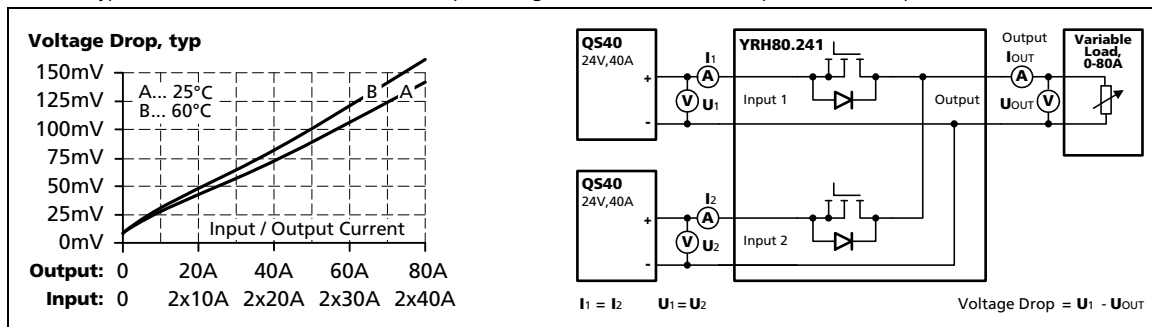 Voltage Drop, typ
150mV
125mV
100mV
75mV
50mV
25mV
0mV
A... 25°C
B... 60°C
B
A
Input / Output Current
Output: 0 20A 40A 60A 80A
Input: 0 2x10A 2x20A 2x30A 2x40A
QS40
24V,40A
+
-
I1
A
V U1
YRH80.241
Input 1
Output
Output
IOUT
A
UOUT V
Variable
Load,
0-80A
QS40
24V,40A
+
-
I2
A
V U2
Input 2
I1 = I2 U1 = U2
Voltage Drop = U1 - UOUT